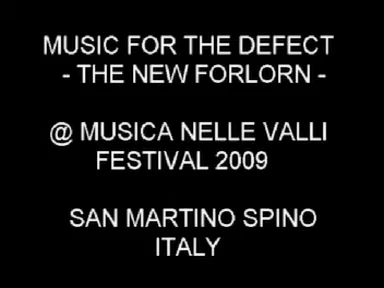 MUSIC FOR THE DEFECT
- THE NEW FORLORN -
@ MUSICA NELLE VALLI
FESTIVAL 2009
SAN MARTINO SPINO
ITALY